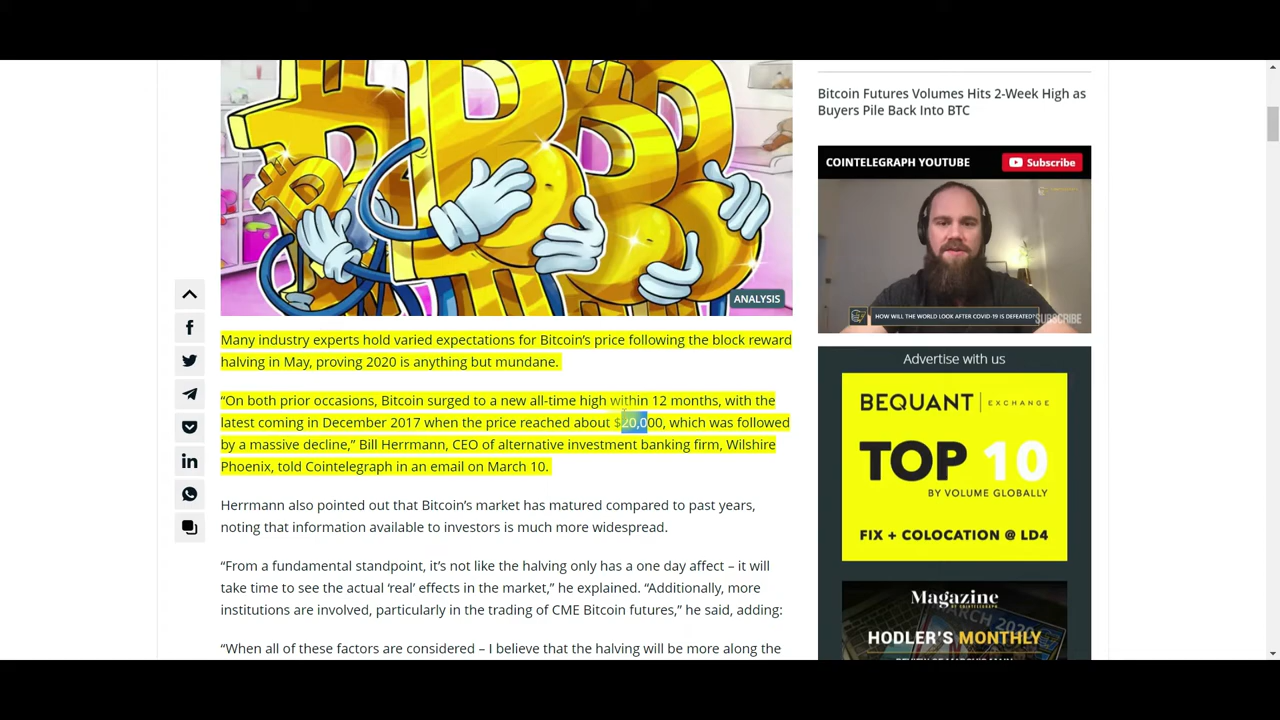 ANALYSIS
Many industry experts hold varied expectations for Bitcoin’s price following the block reward
halving in May, proving 2020 is anything but mundane.
“On both prior occasions, Bitcoin surged to a new all-time high within 12 months, with the
latest coming in December 2017 when the price reached about $20,000, which was followed
by a massive decline,” Bill Herrmann, CEO of alternative investment banking firm, Wilshire
Phoenix, told Cointelegraph in an email on March 10.
Herrmann also pointed out that Bitcoin’s market has matured compared to past years,
noting that information available to investors is much more widespread.
“From a fundamental standpoint, it’s not like the halving only has a one day affect – it will
take time to see the actual ‘real’ effects in the market,” he explained. “Additionally, more
institutions are involved, particularly in the trading of CME Bitcoin futures,” he said, adding:
“When all of these factors are considered – I believe that the halving will be more along the
Bitcoin Futures Volumes Hits 2-Week High as
Buyers Pile Back Into BTC
COINTELEGRAPH YOUTUBE
Subscribe
HOW WILL THE WORLD LOOK AFTER COVID-19 IS DEFEATED?
SUBSCRIBE
Advertise with us
BEQUANT EXCHANGE
TOP 10
BY VOLUME GLOBALLY
FIX + COLOCATION @ LD4
Magazine
BY COINTELEGRAPH
MARCH 2020
HODLER’S MONTHLY